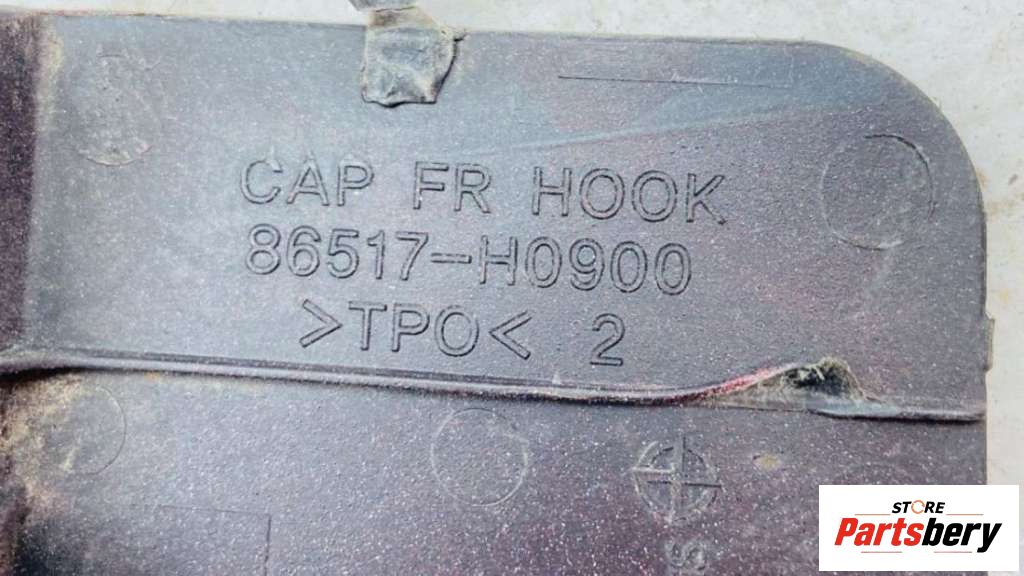 CAP FR HOOK
86517-H0900
>TPO< 2
S
STORE
Partsbery